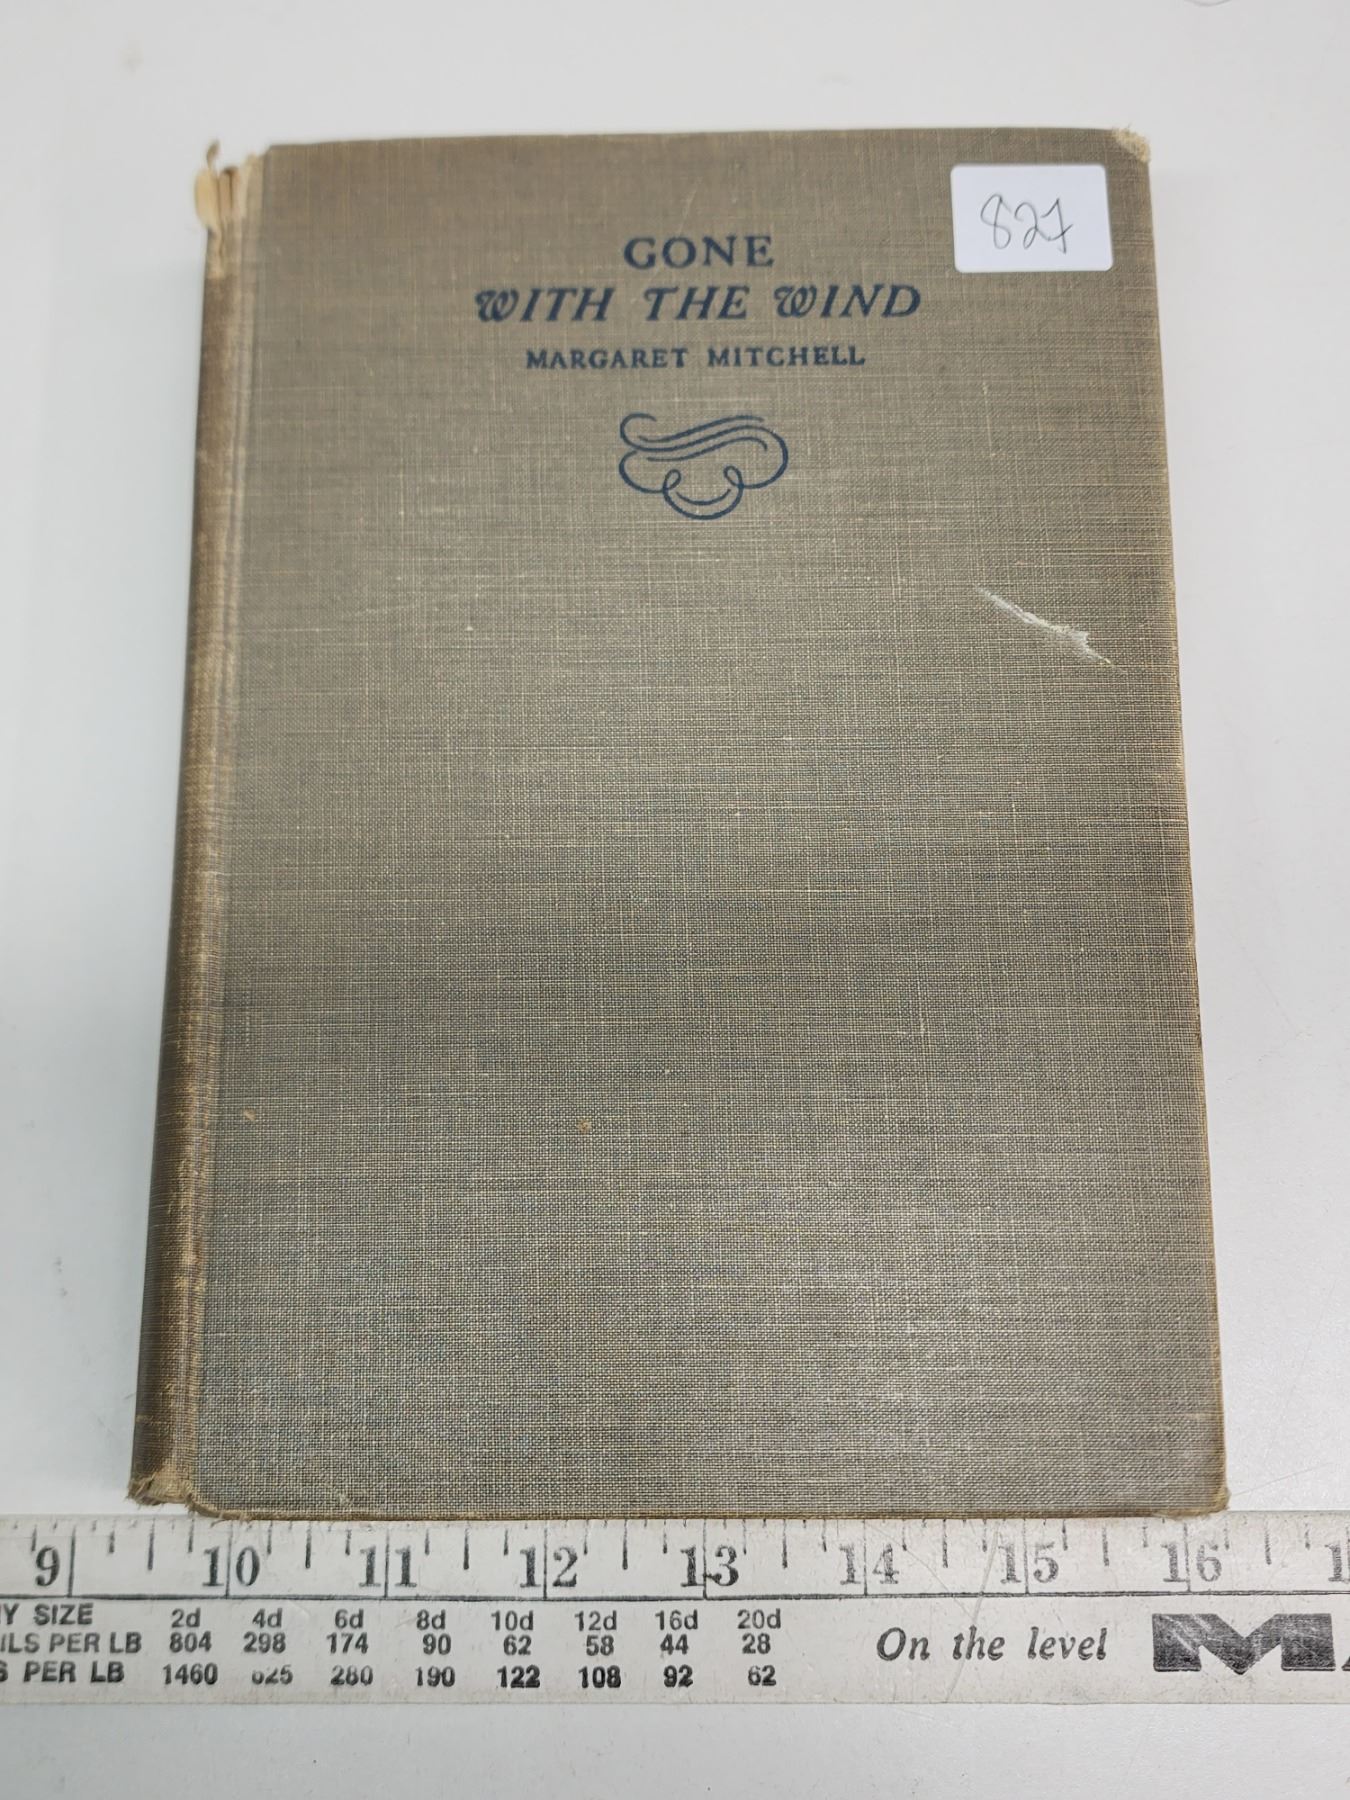 827
GONE
WITH THE WIND
MARGARET MITCHELL
9 10 11 12 13 14 15 16
Y SIZE 2d 4d 6d 8d 10d 12d 16d 20d
ILS PER LB 804 298 174 90 62 58 44 28
S PER LB 1460 625 280 190 122 108 92 62
On the level